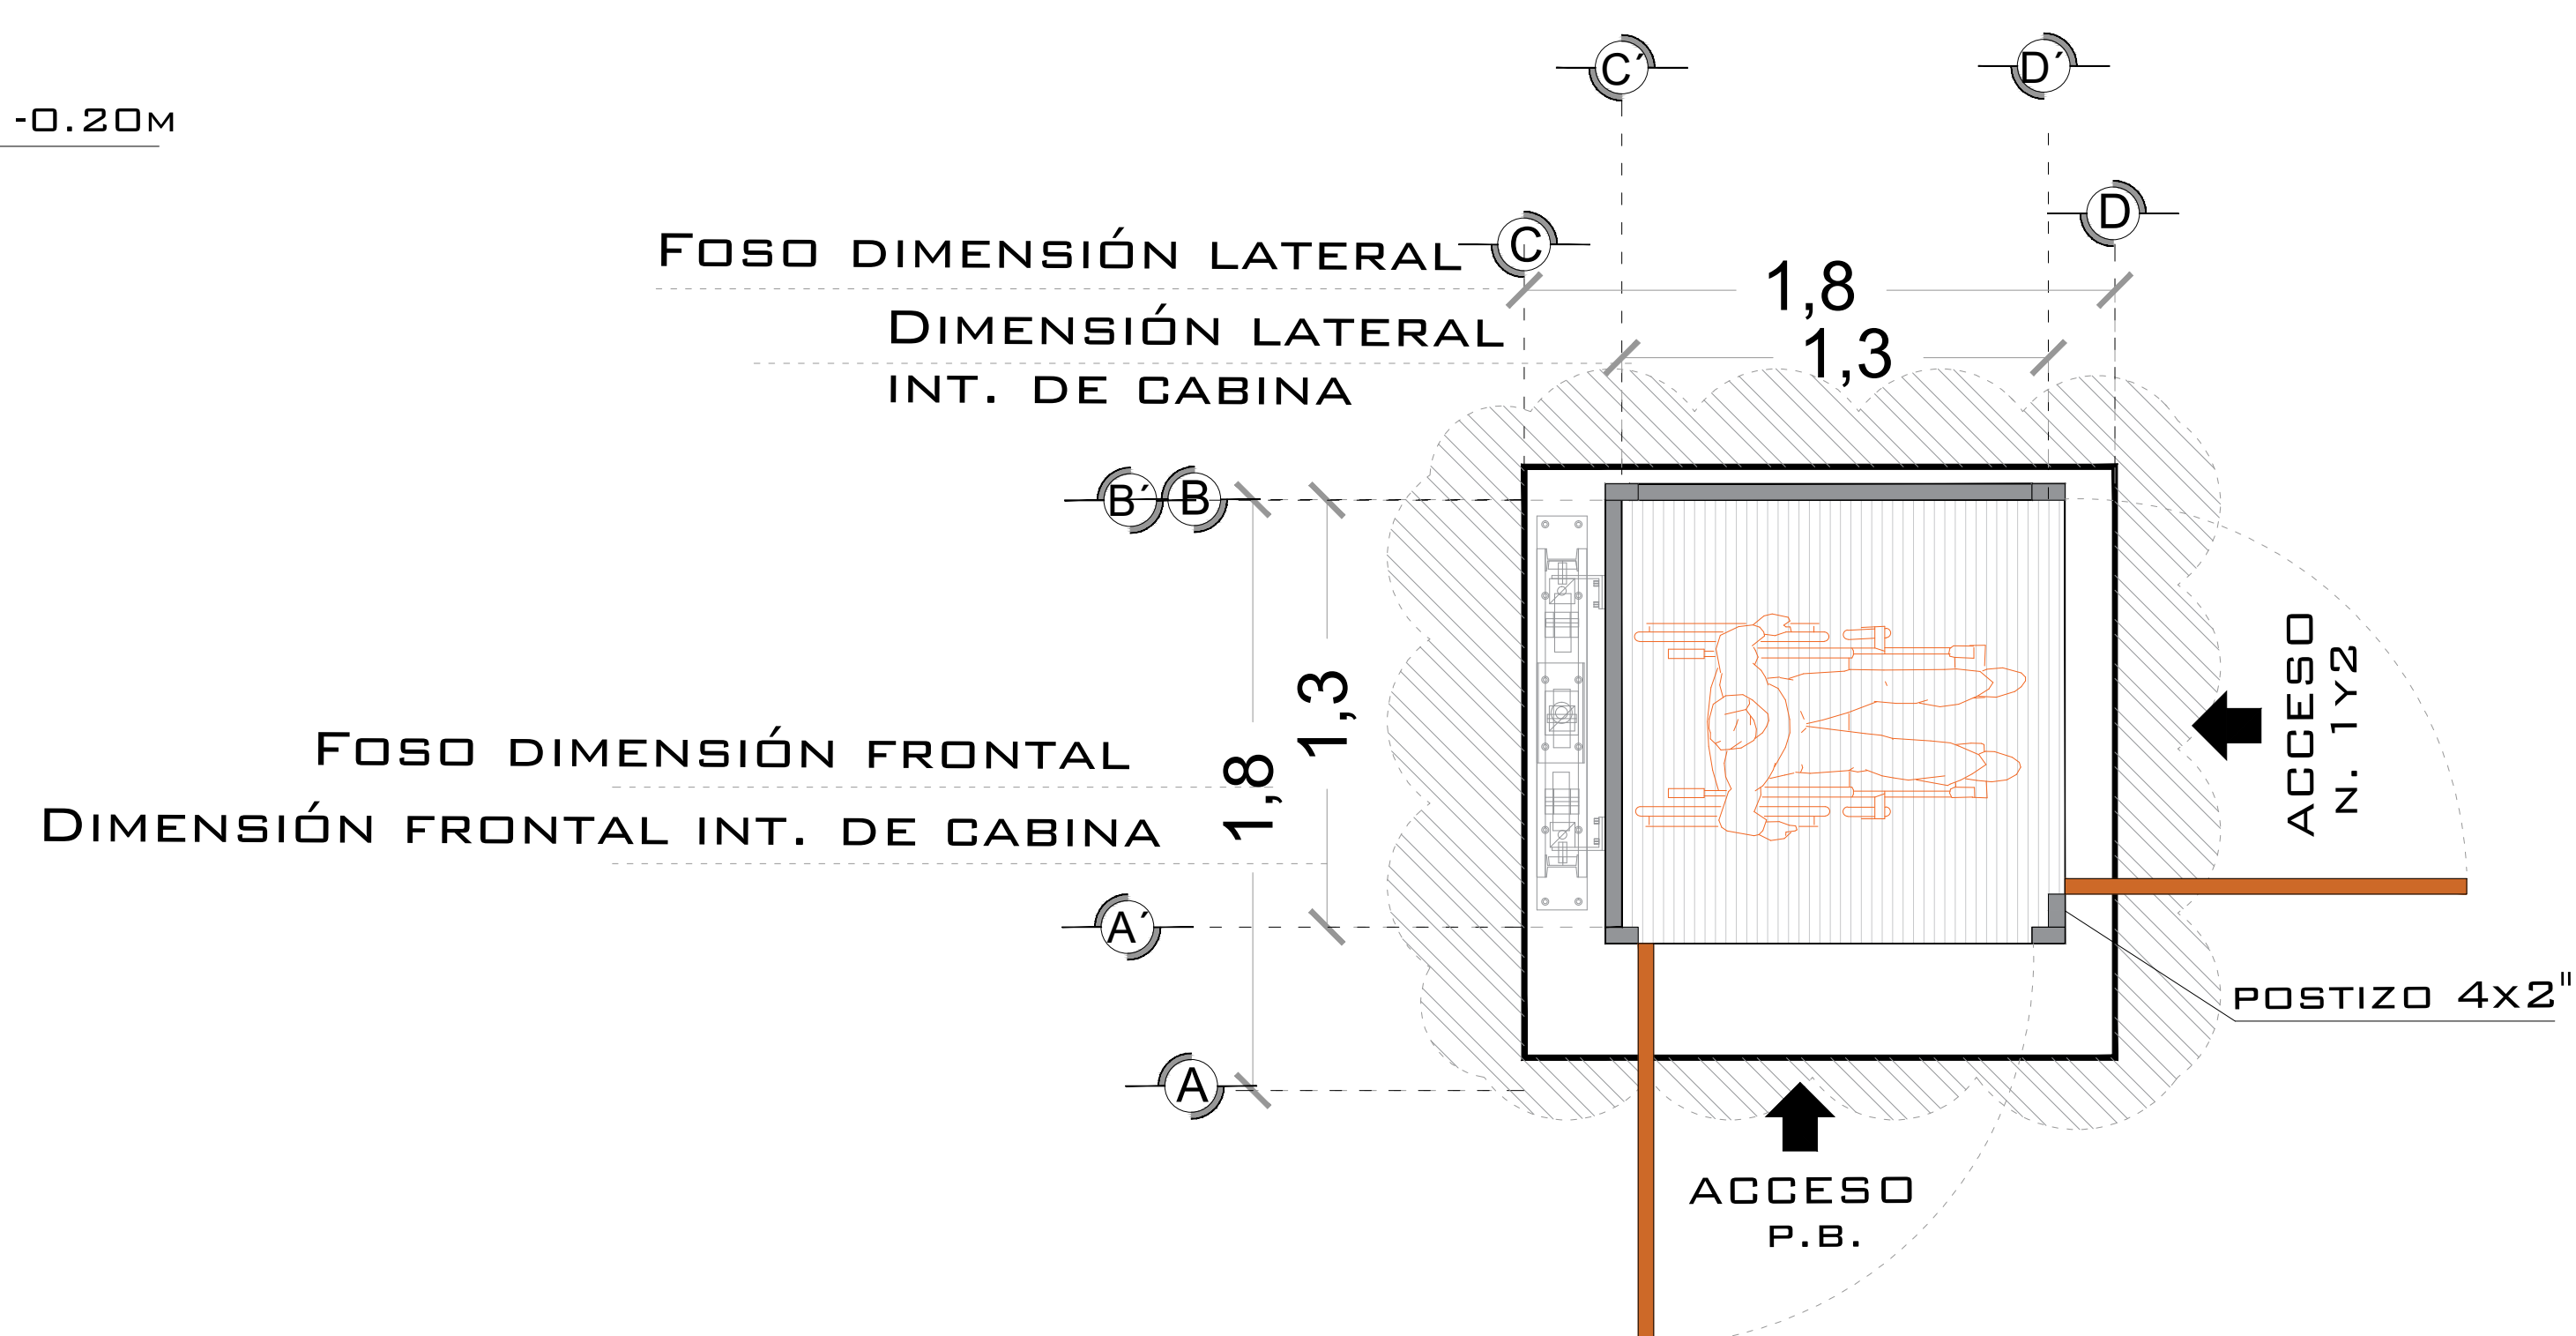 C´
D´
-0.20M
D
FOSO DIMENSIÓN LATERAL
C
1,8
DIMENSIÓN LATERAL
INT. DE CABINA
1,3
B´
B
1,3
1,8
FOSO DIMENSIÓN FRONTAL
DIMENSIÓN FRONTAL INT. DE CABINA
ACCESO
N. 1Y2
A´
POSTIZO 4X2"
A
ACCESO
P.B.